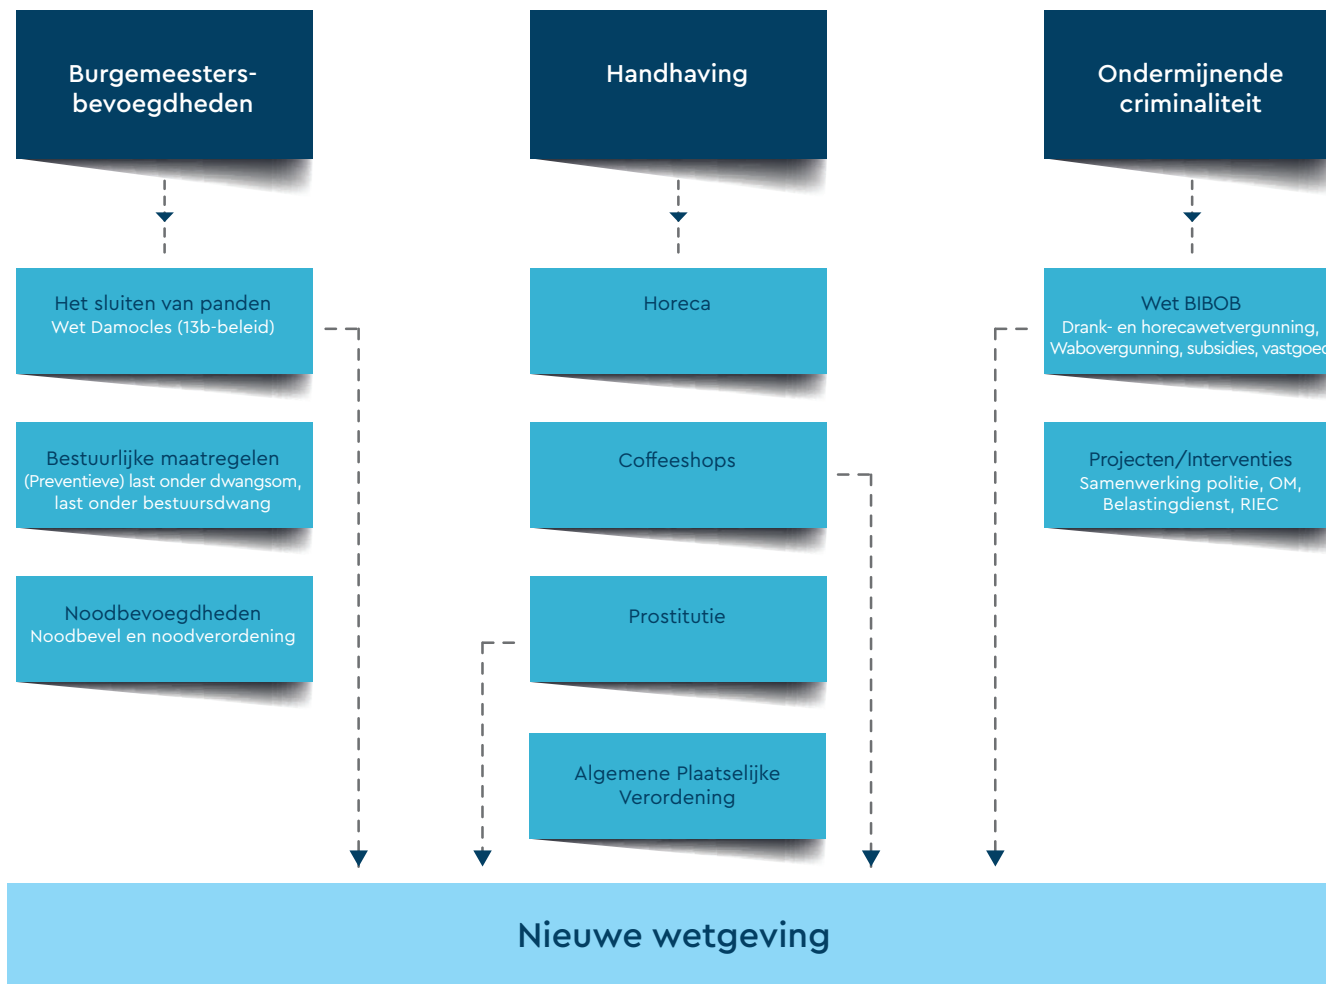 Burgemeesters-
bevoegdheden
Het sluiten van panden
Wet Damocles (13b-beleid)
Bestuurlijke maatregelen
(Preventieve) last onder dwangsom,
last onder bestuursdwang
Noodbevoegdheden
Noodbevel en noodverordening
Handhaving
Horeca
Coffeeshops
Prostitutie
Algemene Plaatselijke
Verordening
Ondermijnende
criminaliteit
Wet BIBOB
Drank- en horecawetvergunning,
Wabovergunning, subsidies, vastgoed
Projecten/Interventies
Samenwerking politie, OM,
Belastingdienst, RIEC
Nieuwe wetgeving